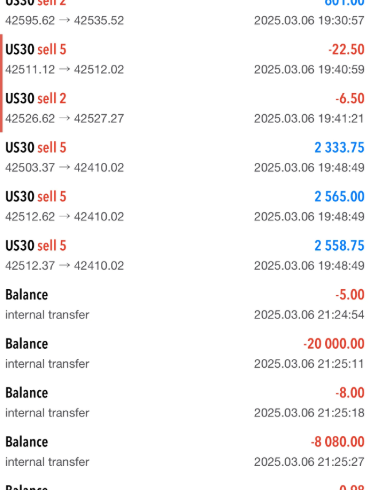 US30 sell 2 601.00
42595.62 → 42535.52 2025.03.06 19:30:57
US30 sell 5 -22.50
42511.12 → 42512.02 2025.03.06 19:40:59
US30 sell 2 -6.50
42526.62 → 42527.27 2025.03.06 19:41:21
US30 sell 5 2 333.75
42503.37 → 42410.02 2025.03.06 19:48:49
US30 sell 5 2 565.00
42512.62 → 42410.02 2025.03.06 19:48:49
US30 sell 5 2 558.75
42512.37 → 42410.02 2025.03.06 19:48:49
Balance -5.00
internal transfer 2025.03.06 21:24:54
Balance -20 000.00
internal transfer 2025.03.06 21:25:11
Balance -8.00
internal transfer 2025.03.06 21:25:18
Balance -8 080.00
internal transfer 2025.03.06 21:25:27
Balance